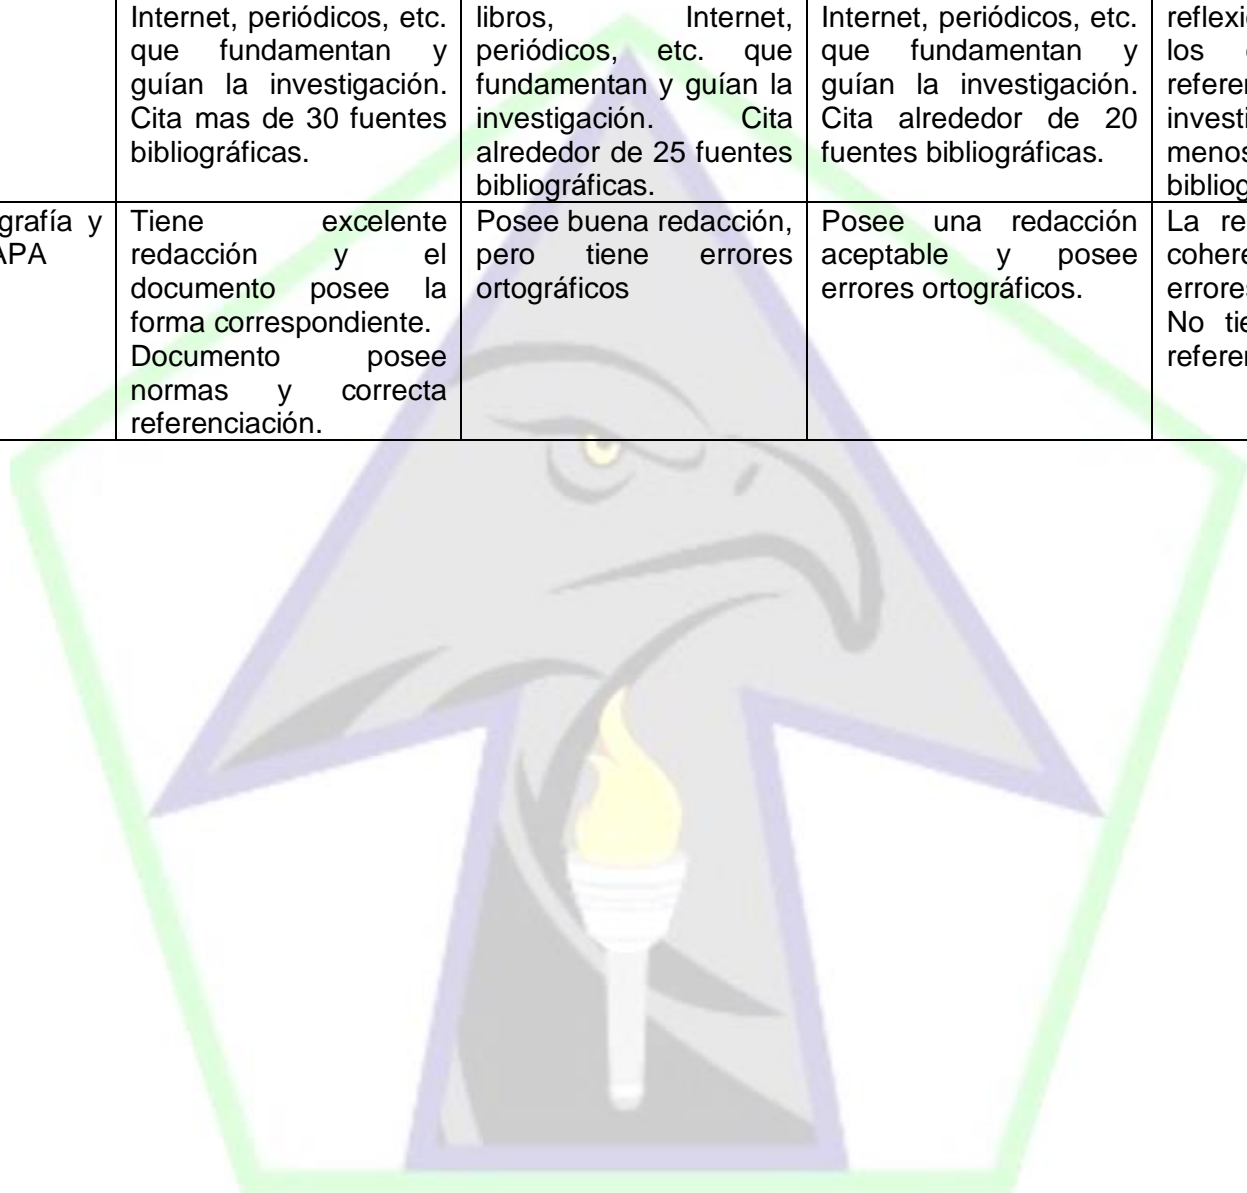 Internet, periódicos, etc.
que fundamentan y
guían la investigación.
Cita mas de 30 fuentes
bibliográficas.
libros, Internet,
periódicos, etc. que
fundamentan y guían la
investigación. Cita
alrededor de 25 fuentes
bibliográficas.
Internet, periódicos, etc.
que fundamentan y
guían la investigación.
Cita alrededor de 20
fuentes bibliográficas.
los
menos
y
APA
Tiene excelente
redacción y el
documento posee la
forma correspondiente.
Documento posee
normas y correcta
referenciación.
Posee buena redacción,
pero tiene errores
ortográficos
Posee una redacción
aceptable y posee
errores ortográficos.
La
No